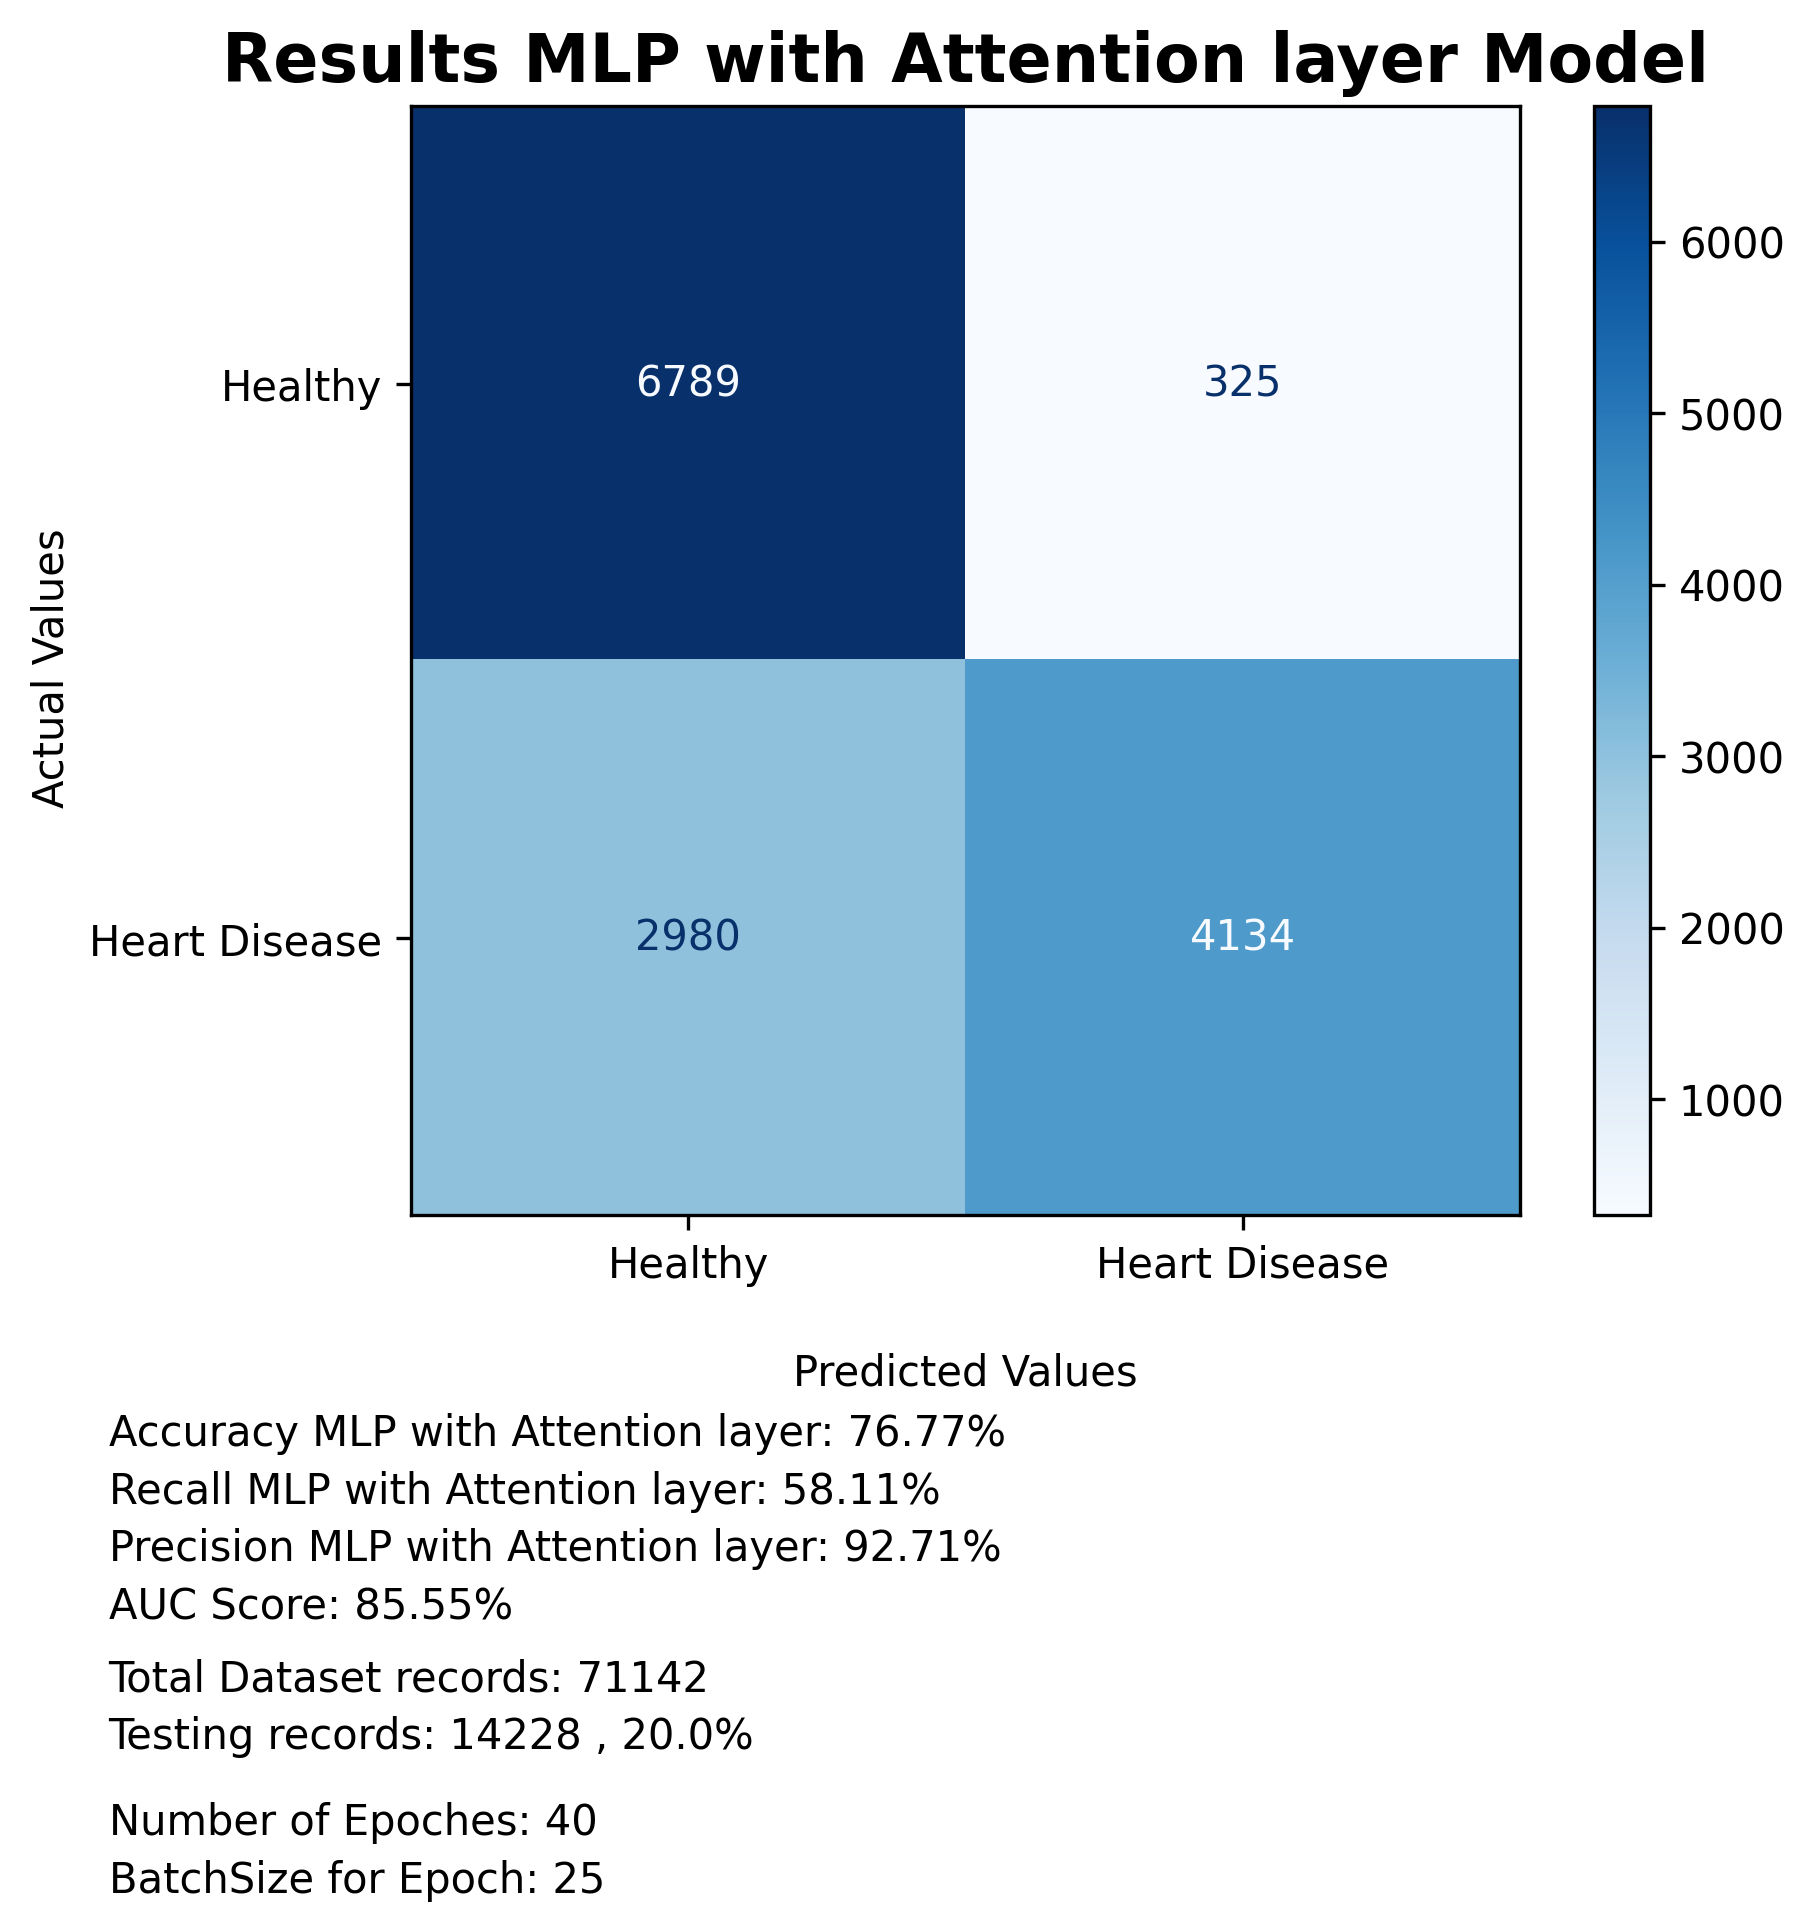 Results MLP with Attention layer Model
6000
5000
4000
3000
2000
1000
Actual Values
Healthy
6789
325
Heart Disease
2980
4134
Healthy
Heart Disease
Predicted Values
Accuracy MLP with Attention layer: 76.77%
Recall MLP with Attention layer: 58.11%
Precision MLP with Attention layer: 92.71%
AUC Score: 85.55%
Total Dataset records: 71142
Testing records: 14228 , 20.0%
Number of Epoches: 40
BatchSize for Epoch: 25